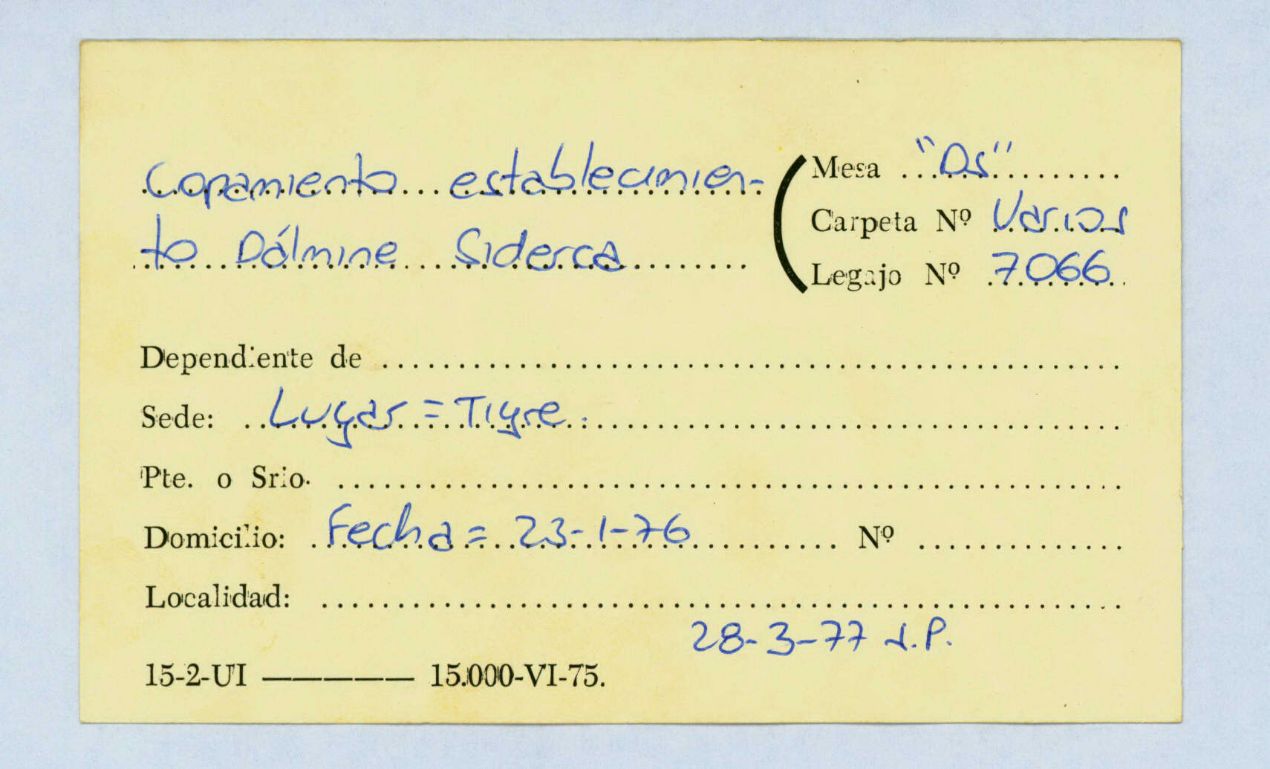 Copamiento establecimien-
to Dálmine Siderca
Mesa "Ds"
Carpeta Nº Varios
Legajo Nº 7066
Dependiente de
Sede: Lugar = Tigre.
Pte. o Srio.
Domicilio: Fecha = 23-1-76 Nº
Localidad:
28-3-77 J.P.
15-2-UI ————— 15.000-VI-75.